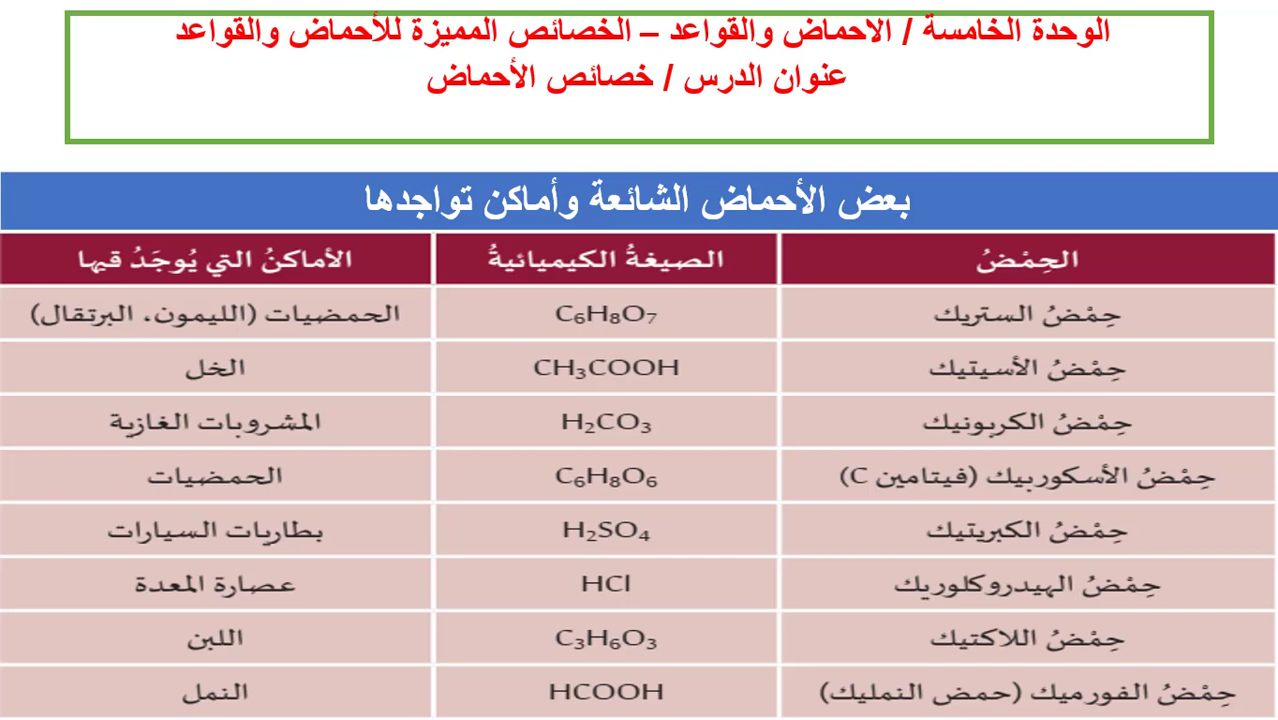 الوحدة الخامسة / الاحماض والقواعد – الخصائص المميزة للأحماض والقواعد
عنوان الدرس / خصائص الأحماض
بعض الأحماض الشائعة وأماكن تواجدها
الحِمْضُ الصيغةُ الكيميائيةُ الأماكنُ التي يُوجَدُ فيها
حِمْضُ الستريك C₆H₈O₇ الحمضيات (الليمون، البرتقال)
حِمْضُ الأسيتيك CH₃COOH الخل
حِمْضُ الكربونيك H₂CO₃ المشروبات الغازية
حِمْضُ الأسكوربيك (فيتامين C) C₆H₈O₆ الحمضيات
حِمْضُ الكبريتيك H₂SO₄ بطاريات السيارات
حِمْضُ الهيدروكلوريك HCl عصارة المعدة
حِمْضُ اللاكتيك C₃H₆O₃ اللبن
حِمْضُ الفورميك (حمض النمليك) HCOOH النمل